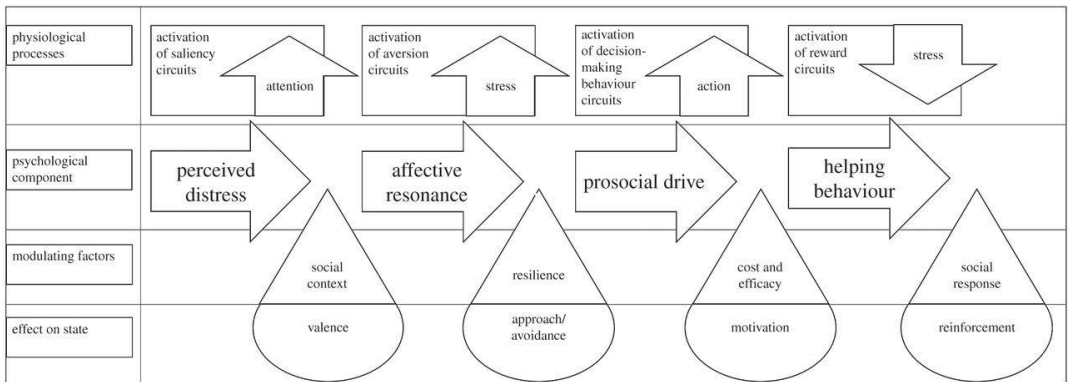 physiological
processes
activation
of saliency
circuits
attention
activation
of aversion
circuits
stress
activation
of decision-
making
behaviour
circuits
action
activation
of reward
circuits
stress
psychological
component
perceived
distress
affective
resonance
prosocial drive
helping
behaviour
modulating factors
social
context
resilience
cost and
efficacy
social
response
effect on state
valence
approach/
avoidance
motivation
reinforcement